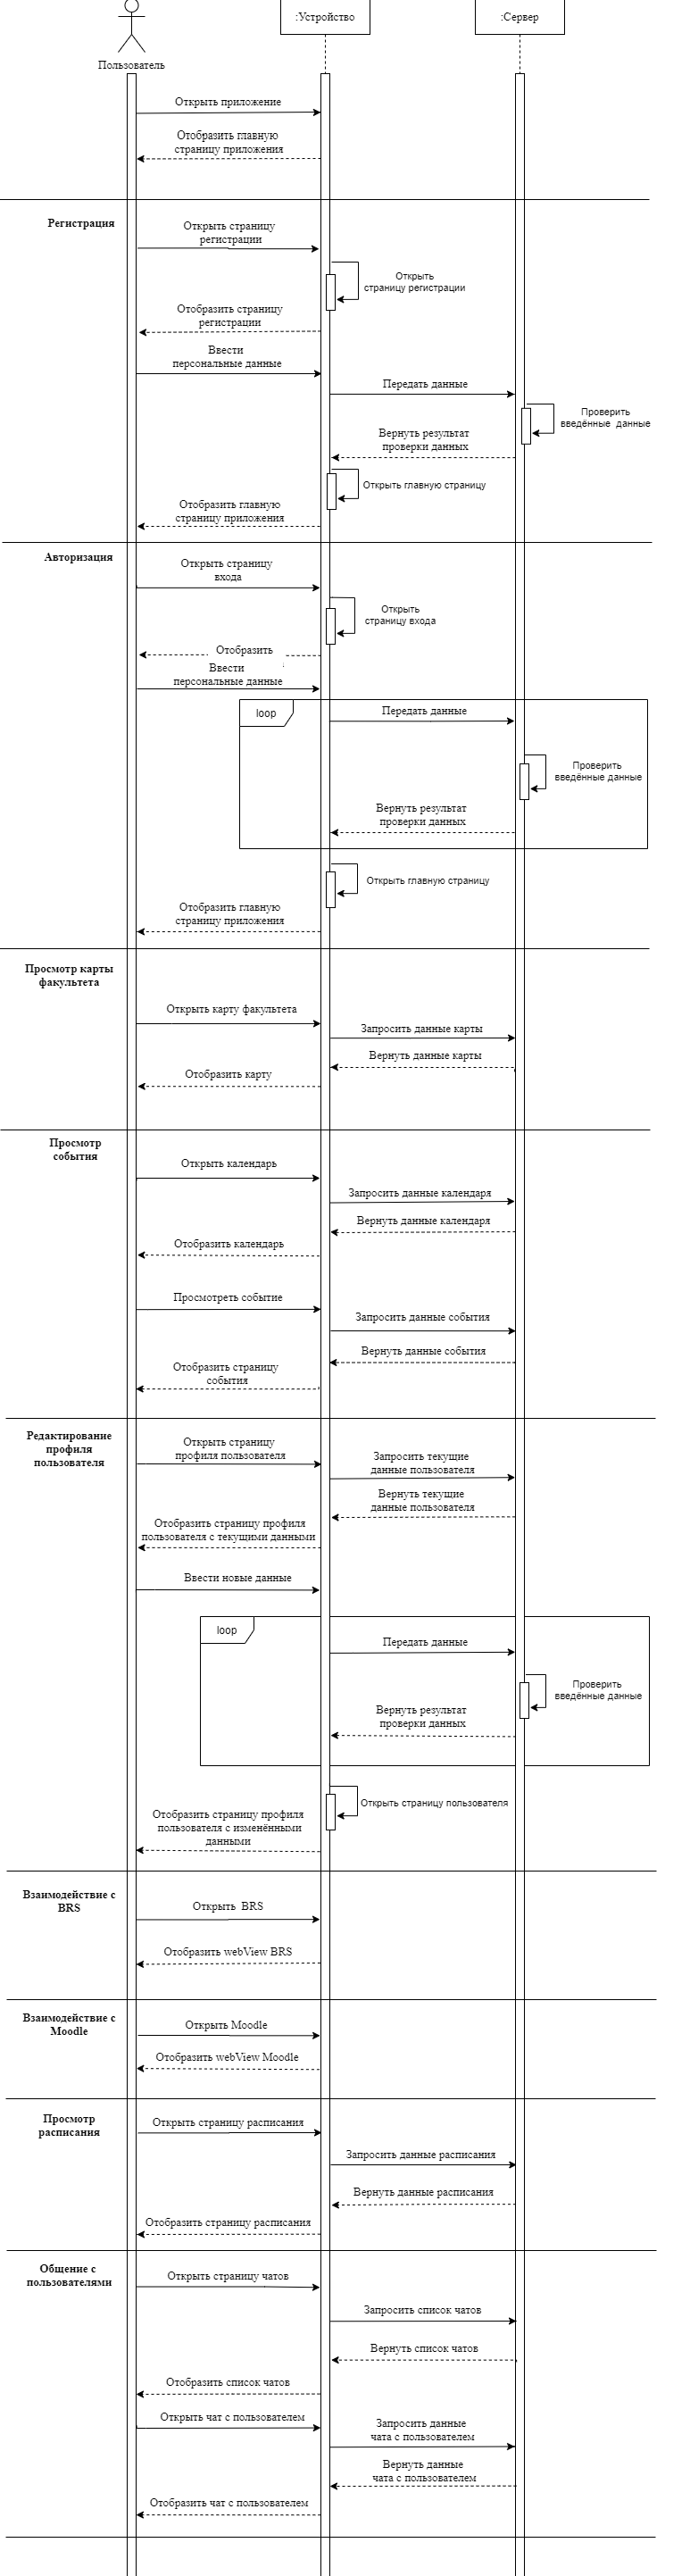 :Устройство
:Сервер
Пользователь
Открыть приложение
Отобразить главную
страницу приложения
Регистрация
Открыть страницу
регистрации
Открыть
страницу регистрации
Отобразить страницу
регистрации
Ввести
персональные данные
Передать данные
Проверить
введённые данные
Вернуть результат
проверки данных
Открыть главную страницу
Отобразить главную
страницу приложения
Авторизация
Открыть страницу
входа
Открыть
страницу входа
Отобразить
Ввести
персональные данные
loop
Передать данные
Проверить
введённые данные
Вернуть результат
проверки данных
Открыть главную страницу
Отобразить главную
страницу приложения
Просмотр карты
факультета
Открыть карту факультета
Запросить данные карты
Вернуть данные карты
Отобразить карту
Просмотр
события
Открыть календарь
Запросить данные календаря
Вернуть данные календаря
Отобразить календарь
Просмотреть событие
Запросить данные события
Вернуть данные события
Отобразить страницу
события
Редактирование
профиля
пользователя
Открыть страницу
профиля пользователя
Запросить текущие
данные пользователя
Вернуть текущие
данные пользователя
Отобразить страницу профиля
пользователя с текущими данными
Ввести новые данные
loop
Передать данные
Проверить
введённые данные
Вернуть результат
проверки данных
Открыть страницу пользователя
Отобразить страницу профиля
пользователя с изменёнными
данными
Взаимодействие с
BRS
Открыть BRS
Отобразить webView BRS
Взаимодействие с
Moodle
Открыть Moodle
Отобразить webView Moodle
Просмотр
расписания
Открыть страницу расписания
Запросить данные расписания
Вернуть данные расписания
Отобразить страницу расписания
Общение с
пользователями
Открыть страницу чатов
Запросить список чатов
Вернуть список чатов
Отобразить список чатов
Открыть чат с пользователем
Запросить данные
чата с пользователем
Вернуть данные
чата с пользователем
Отобразить чат с пользователем